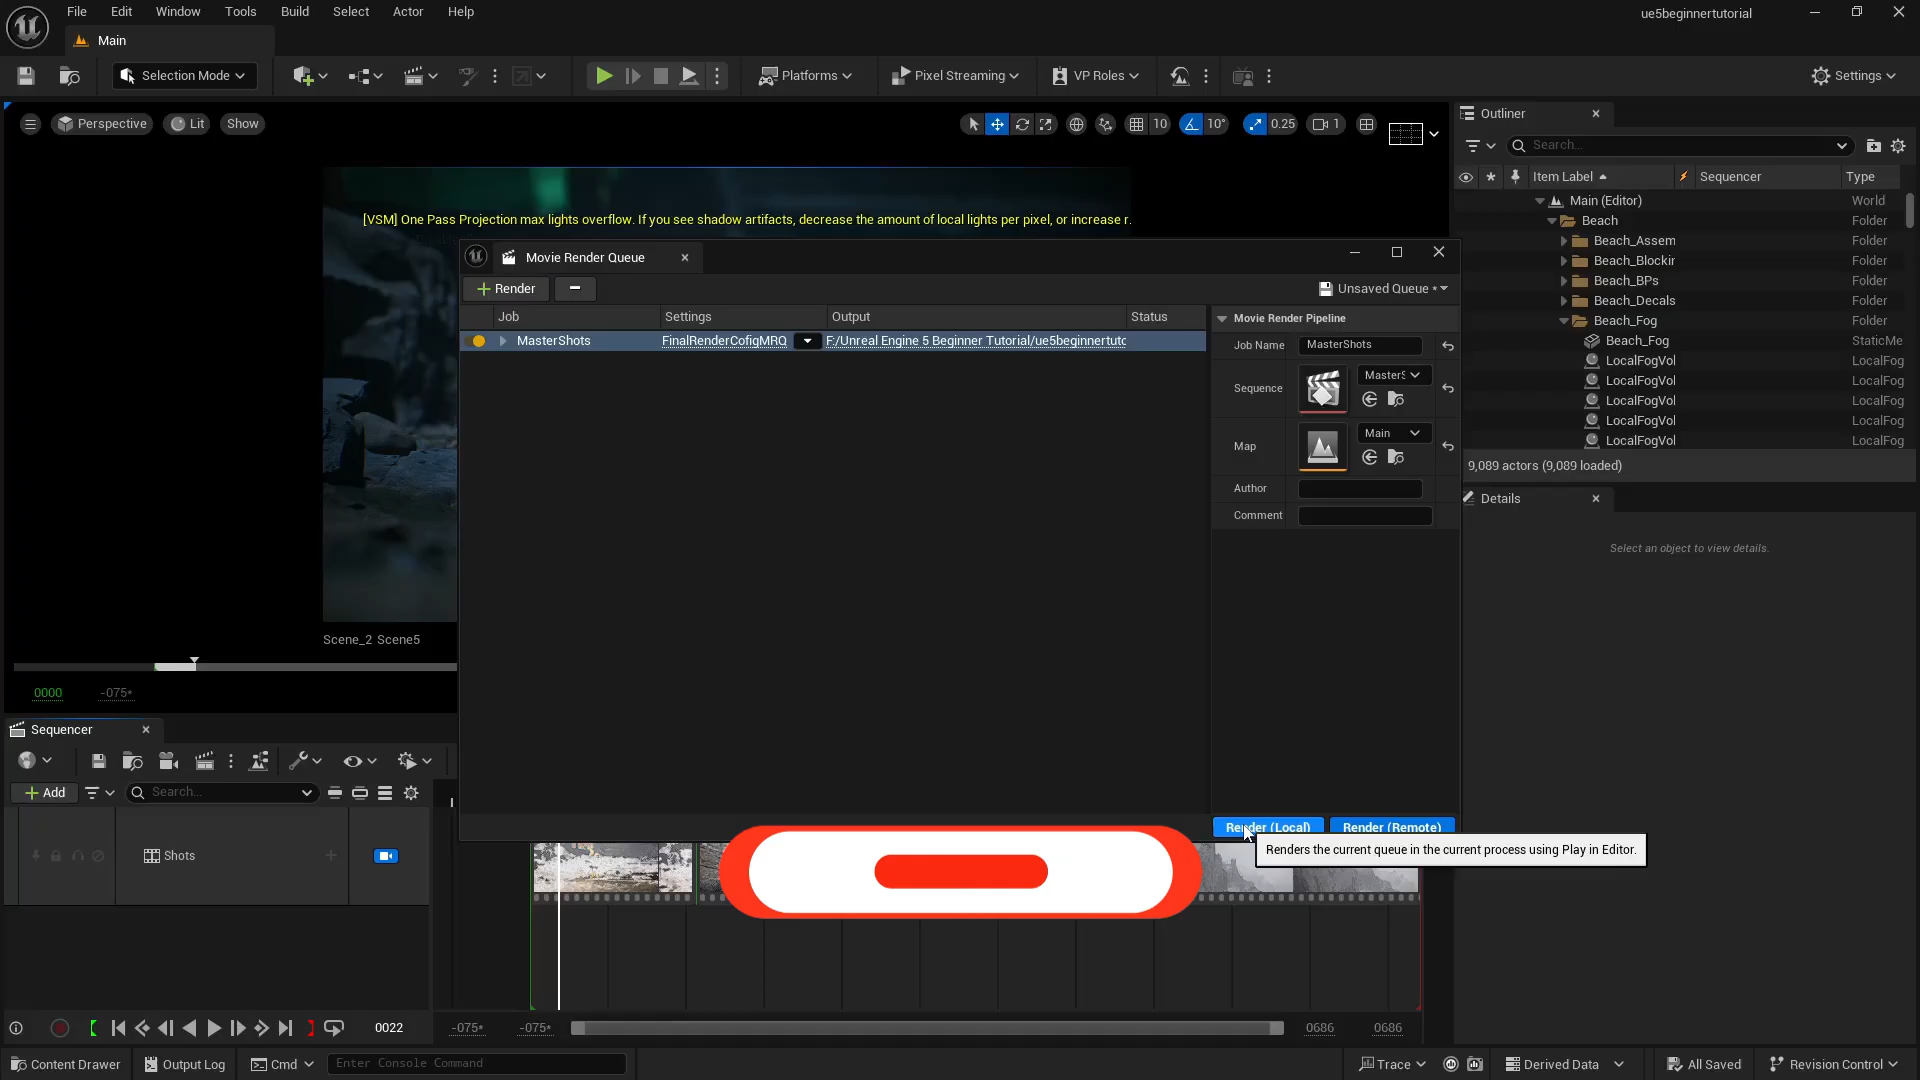 File Edit Window Tools Build Select Actor Help
ue5beginnertutorial
Main
Selection Mode
Platforms
Pixel Streaming
VP Roles
Settings
Perspective
Lit
Show
10
10°
0.25
1
Outliner
Search...
Item Label
Sequencer
Type
Main (Editor) World
Beach Folder
Beach_Assem Folder
Beach_Blockir Folder
Beach_BPs Folder
Beach_Decals Folder
Beach_Fog Folder
Beach_Fog StaticMe
LocalFogVol LocalFog
LocalFogVol LocalFog
LocalFogVol LocalFog
LocalFogVol LocalFog
LocalFogVol LocalFog
9,089 actors (9,089 loaded)
Details
Select an object to view details.
[VSM] One Pass Projection max lights overflow. If you see shadow artifacts, decrease the amount of local lights per pixel, or increase r.
Movie Render Queue
Render
Unsaved Queue *
Job Settings Output Status
MasterShots FinalRenderCofigMRQ F:/Unreal Engine 5 Beginner Tutorial/ue5beginnertutc
Movie Render Pipeline
Job Name MasterShots
Sequence MasterS
Map Main
Author
Comment
Render (Local) Render (Remote)
Renders the current queue in the current process using Play in Editor.
Scene_2 Scene5
0000 -075*
Sequencer
Add
Search...
Shots
0022
-075* -075* 0686 0686
Content Drawer
Output Log
Cmd
Enter Console Command
Trace
Derived Data
All Saved
Revision Control